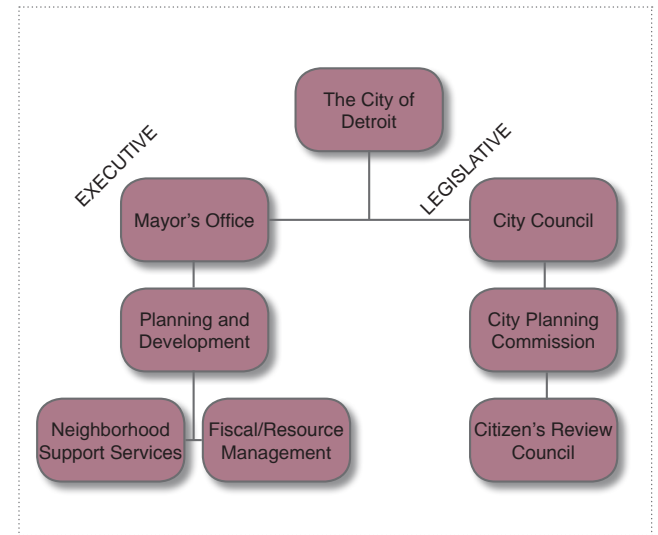 The City of
Detroit
EXECUTIVE
LEGISLATIVE
Mayor's Office
City Council
Planning and
Development
City Planning
Commission
Neighborhood
Support Services
Fiscal/Resource
Management
Citizen's Review
Council